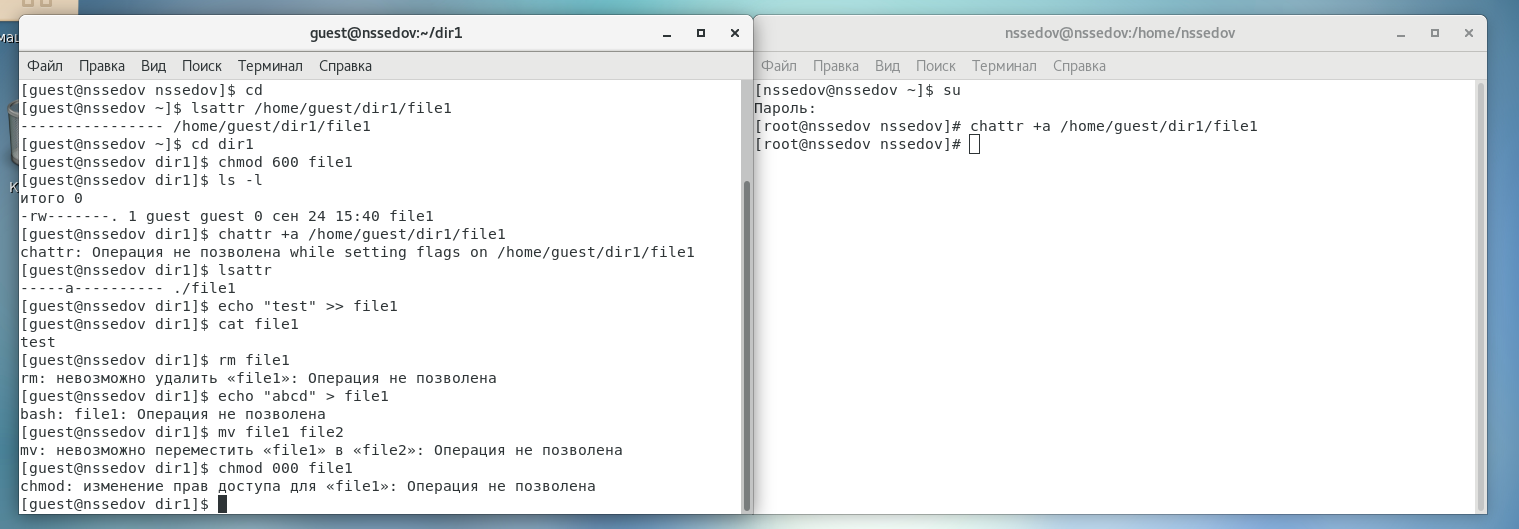 guest@nssedov:~/dir1
Файл Правка Вид Поиск Терминал Справка
[guest@nssedov nssedov]$ cd
[guest@nssedov ~]$ lsattr /home/guest/dir1/file1
---------------- /home/guest/dir1/file1
[guest@nssedov ~]$ cd dir1
[guest@nssedov dir1]$ chmod 600 file1
[guest@nssedov dir1]$ ls -l
итого 0
-rw-------. 1 guest guest 0 сен 24 15:40 file1
[guest@nssedov dir1]$ chattr +a /home/guest/dir1/file1
chattr: Операция не позволена while setting flags on /home/guest/dir1/file1
[guest@nssedov dir1]$ lsattr
-----a---------- ./file1
[guest@nssedov dir1]$ echo "test" >> file1
[guest@nssedov dir1]$ cat file1
test
[guest@nssedov dir1]$ rm file1
rm: невозможно удалить «file1»: Операция не позволена
[guest@nssedov dir1]$ echo "abcd" > file1
bash: file1: Операция не позволена
[guest@nssedov dir1]$ mv file1 file2
mv: невозможно переместить «file1» в «file2»: Операция не позволена
[guest@nssedov dir1]$ chmod 000 file1
chmod: изменение прав доступа для «file1»: Операция не позволена
[guest@nssedov dir1]$
nssedov@nssedov:/home/nssedov
Файл Правка Вид Поиск Терминал Справка
[nssedov@nssedov ~]$ su
Пароль:
[root@nssedov nssedov]# chattr +a /home/guest/dir1/file1
[root@nssedov nssedov]#